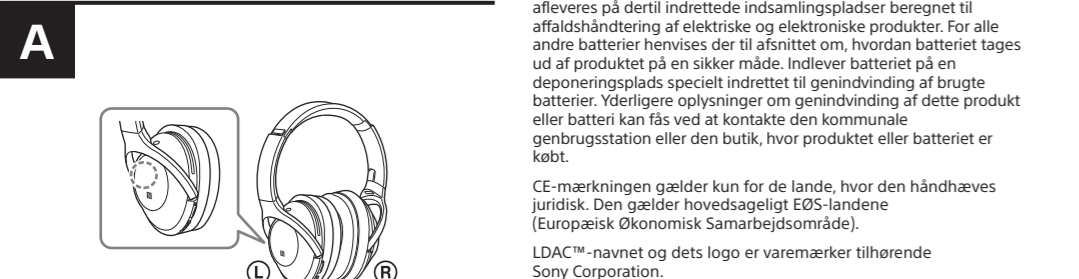 A
L
R
afleveres på dertil indrettede indsamlingspladser beregnet til
affaldshåndtering af elektriske og elektroniske produkter. For alle
andre batterier henvises der til afsnittet om, hvordan batteriet tages
ud af produktet på en sikker måde. Indlever batteriet på en
deponeringsplads specielt indrettet til genindvinding af brugte
batterier. Yderligere oplysninger om genindvinding af dette produkt
eller batteri kan fås ved at kontakte den kommunale
genbrugsstation eller den butik, hvor produktet eller batteriet er
købt.
CE-mærkningen gælder kun for de lande, hvor den håndhæves
juridisk. Den gælder hovedsageligt EØS-landene
(Europæisk Økonomisk Samarbejdsområde).
LDAC™-navnet og dets logo er varemærker tilhørende
Sony Corporation.